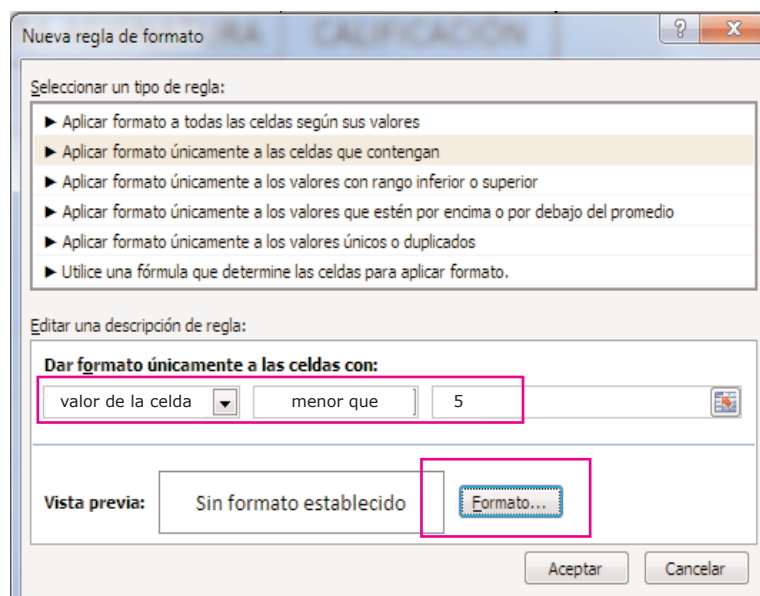 CALIFICACIÓN
Nueva regla de formato
Seleccionar un tipo de regla:
► Aplicar formato a todas las celdas según sus valores
► Aplicar formato únicamente a las celdas que contengan
► Aplicar formato únicamente a los valores con rango inferior o superior
► Aplicar formato únicamente a los valores que estén por encima o por debajo del promedio
► Aplicar formato únicamente a los valores únicos o duplicados
► Utilice una fórmula que determine las celdas para aplicar formato.
Editar una descripción de regla:
Dar formato únicamente a las celdas con:
valor de la celda menor que 5
Vista previa: Sin formato establecido Formato...
Aceptar Cancelar